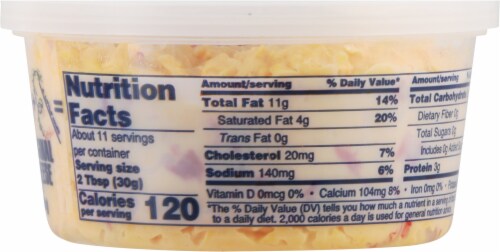 Nutrition
Facts
About 11 servings
per container
Serving size
2 Tbsp (30g)
Calories
per serving 120
Amount/serving % Daily Value*
Total Fat 11g 14%
Saturated Fat 4g 20%
Trans Fat 0g
Cholesterol 20mg 7%
Sodium 140mg 6%
Amount/serving
Total Carbohydra
Dietary Fiber 0g
Total Sugars 0g
Includes 0g Added
Protein 3g
Vitamin D 0mcg 0% • Calcium 104mg 8% • Iron 0mg 0% •
*The % Daily Value (DV) tells you how much a nutrient in a serving of
to a daily diet. 2,000 calories a day is used for general nutrition